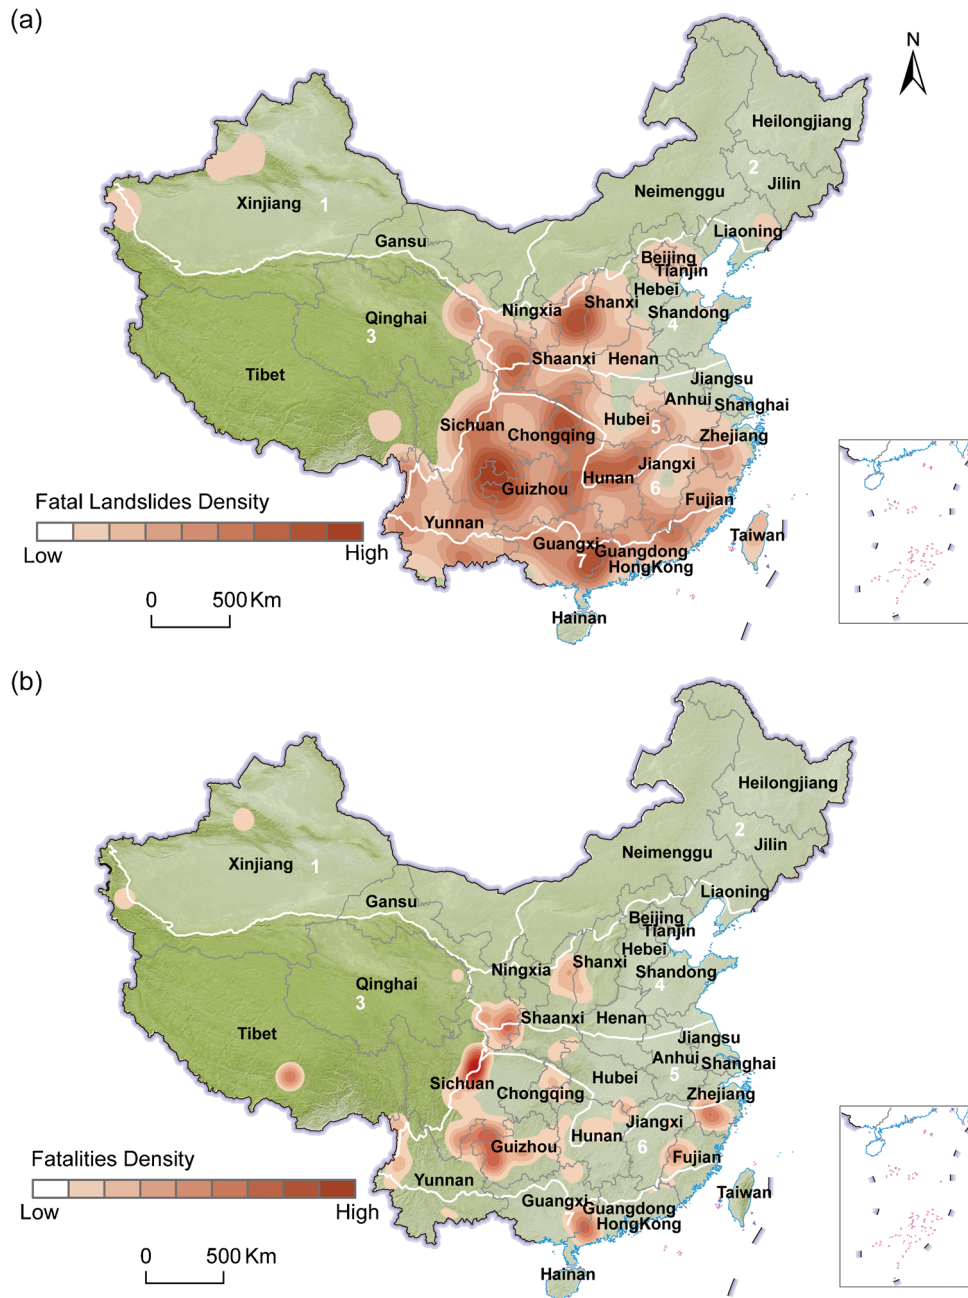 (a)
N
Heilongjiang
2
Jilin
Neimenggu
Xinjiang 1
Liaoning
Gansu
Beijing
Tianjin
Hebei
Ningxia
Shanxi
Shandong
Qinghai
3
4
Shaanxi
Henan
Tibet
Jiangsu
Anhui
Shanghai
Sichuan
Hubei
5
Chongqing
Zhejiang
Jiangxi
Hunan
6
Guizhou
Fujian
Fatal Landslides Density
Yunnan
Low
High
Guangxi
Guangdong
7
HongKong
Taiwan
0 500 Km
Hainan
(b)
Heilongjiang
2
Jilin
Neimenggu
Xinjiang 1
Liaoning
Gansu
Beijing
Tianjin
Hebei
Ningxia
Shanxi
Shandong
Qinghai
3
4
Shaanxi
Henan
Tibet
Jiangsu
Anhui
Shanghai
Hubei
5
Sichuan
Chongqing
Zhejiang
Jiangxi
Hunan
6
Guizhou
Fujian
Fatalities Density
Yunnan
Low
High
Guangxi
Guangdong
7
HongKong
Taiwan
0 500 Km
Hainan